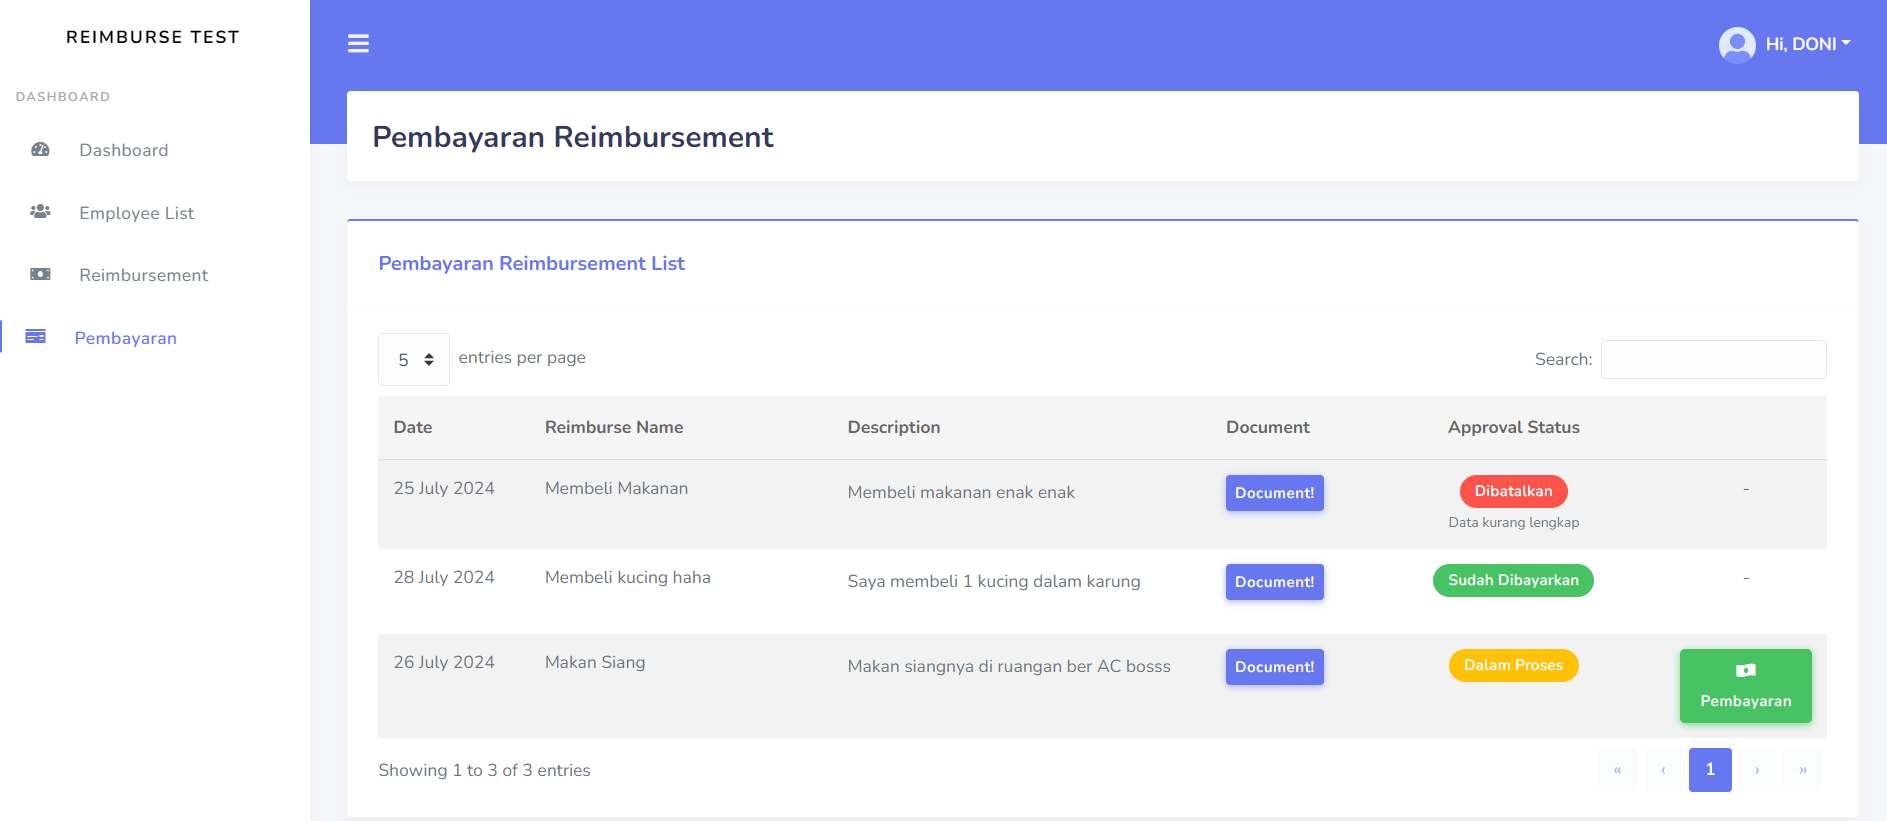 REIMBURSE TEST
DASHBOARD
Dashboard
Employee List
Reimbursement
Pembayaran
Hi, DONI
Pembayaran Reimbursement
Pembayaran Reimbursement List
5 entries per page
Search:
Date Reimburse Name Description Document Approval Status
25 July 2024 Membeli Makanan Membeli makanan enak enak Document! Dibatalkan -
Data kurang lengkap
28 July 2024 Membeli kucing haha Saya membeli 1 kucing dalam karung Document! Sudah Dibayarkan -
26 July 2024 Makan Siang Makan siangnya di ruangan ber AC bosss Document! Dalam Proses
Pembayaran
Showing 1 to 3 of 3 entries
« ‹ 1 › »